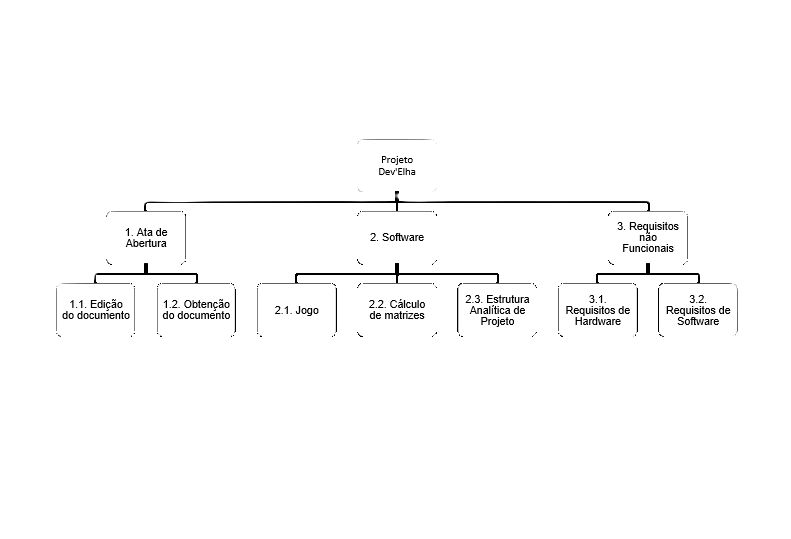 Projeto
Dev'Elha
1. Ata de
Abertura
2. Software
3. Requisitos
não
Funcionais
1.1. Edição
do documento
1.2. Obtenção
do documento
2.1. Jogo
2.2. Cálculo
de matrizes
2.3. Estrutura
Analítica de
Projeto
3.1.
Requisitos de
Hardware
3.2.
Requisitos de
Software